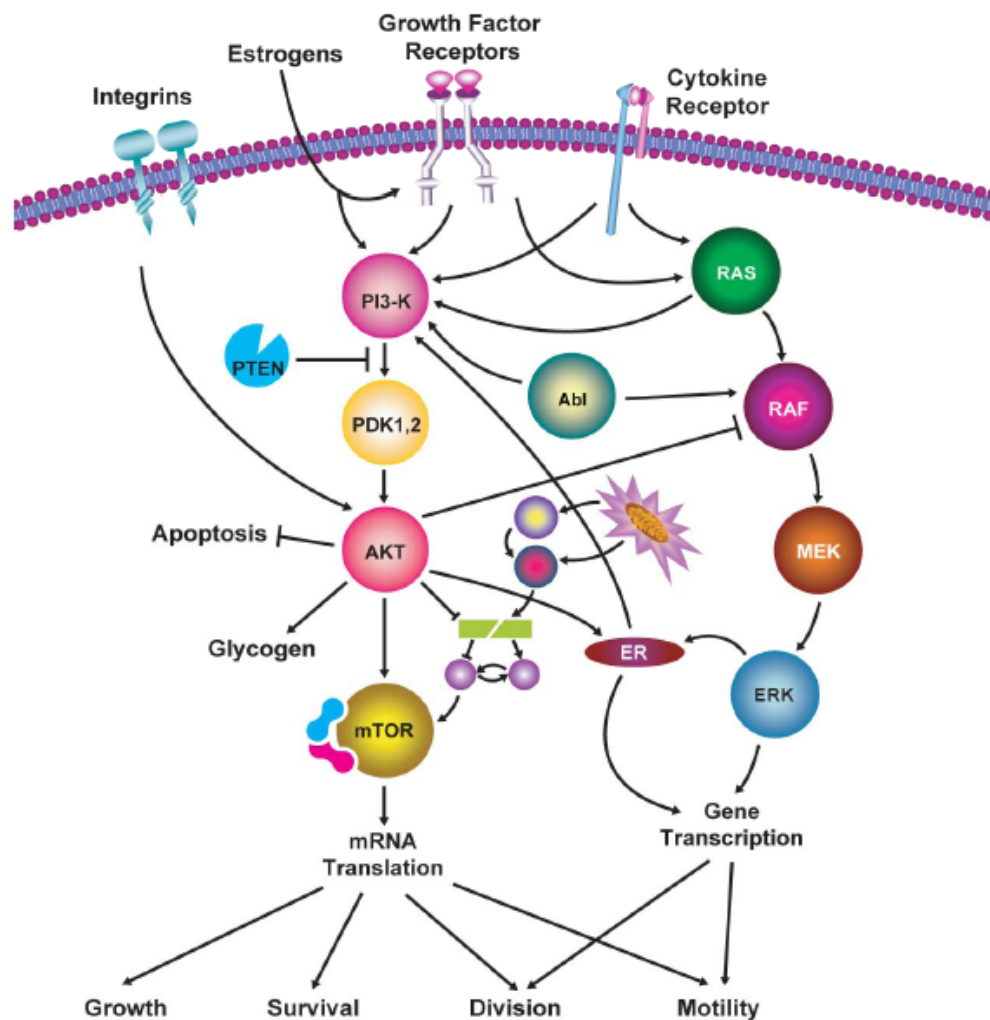 Growth Factor
Receptors
Estrogens
Cytokine
Receptor
Integrins
RAS
PI3-K
PTEN
Abl
RAF
PDK1,2
Apoptosis
AKT
MEK
Glycogen
ER
ERK
mTOR
Gene
Transcription
mRNA
Translation
Growth
Survival
Division
Motility